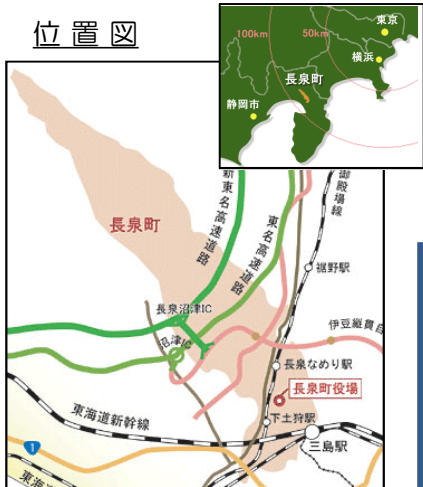 位置図
100km
50km
東京
横浜
長泉町
静岡市
御殿場線
新東名高速道路
東名高速道路
長泉町
裾野駅
長泉沼津IC
沼津IC
伊豆縦貫自
長泉なめり駅
長泉町役場
東海道新幹線
下土狩駅
三島駅
1
東海道